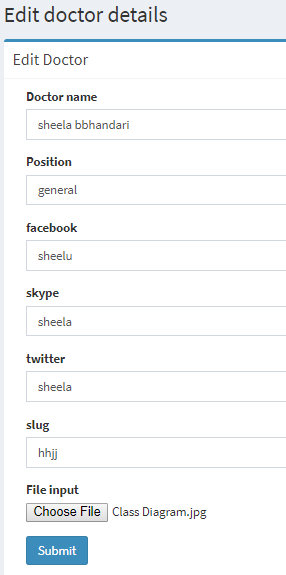 Edit doctor details
Edit Doctor
Doctor name
sheela bbhandari
Position
general
facebook
sheelu
skype
sheela
twitter
sheela
slug
hhjj
File input
Choose File Class Diagram.jpg
Submit